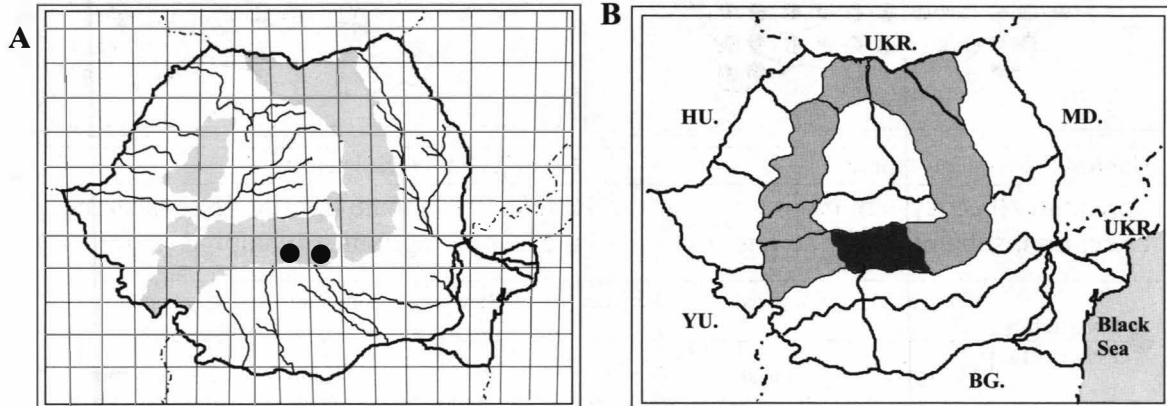 A
B
UKR.
HU.
MD.
UKR.
YU.
Black
Sea
BG.